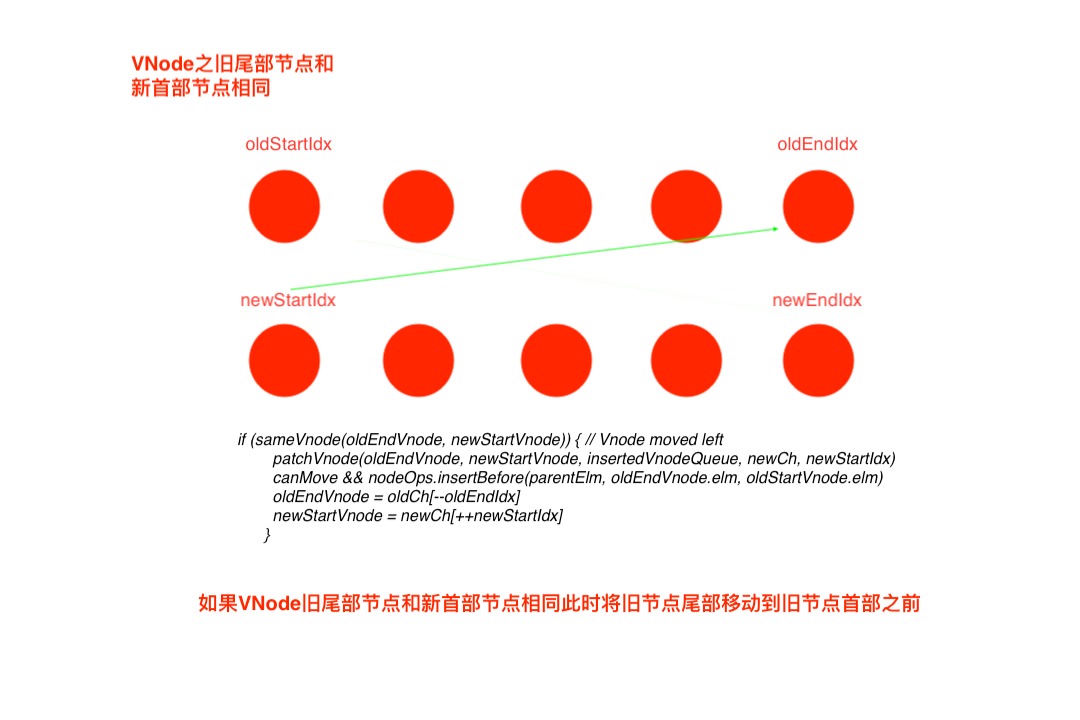 VNode之旧尾部节点和
新首部节点相同
oldStartIdx
oldEndIdx
newStartIdx
newEndIdx
if (sameVnode(oldEndVnode, newStartVnode)) { // Vnode moved left
patchVnode(oldEndVnode, newStartVnode, insertedVnodeQueue, newCh, newStartIdx)
canMove && nodeOps.insertBefore(parentElm, oldEndVnode.elm, oldStartVnode.elm)
oldEndVnode = oldCh[--oldEndIdx]
newStartVnode = newCh[++newStartIdx]
}
如果VNode旧尾部节点和新首部节点相同此时将旧节点尾部移动到旧节点首部之前